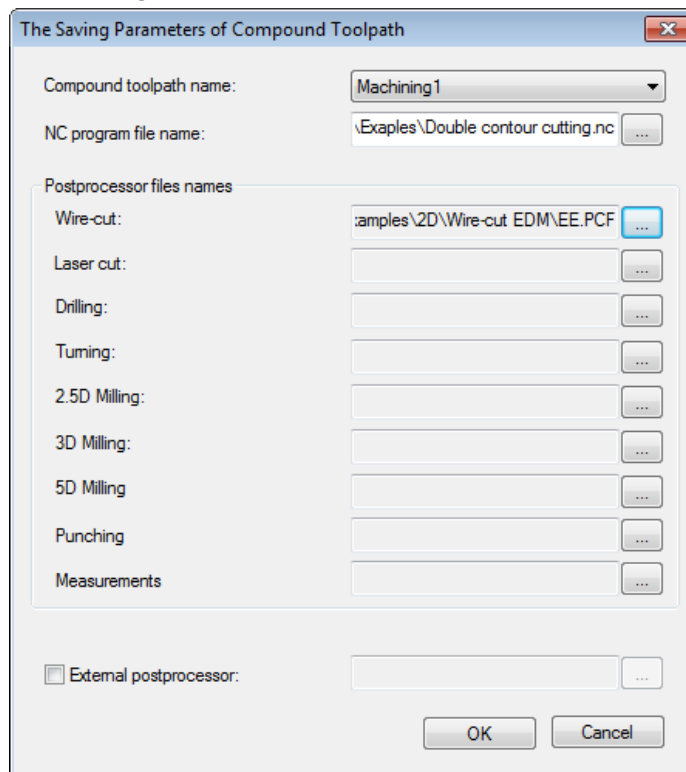 The Saving Parameters of Compound Toolpath
Compound toolpath name: Machining1
NC program file name: \Exaples\Double contour cutting.nc ...
Postprocessor files names
Wire-cut: :amples\2D\Wire-cut EDM\EE.PCF ...
Laser cut: ...
Drilling: ...
Turning: ...
2.5D Milling: ...
3D Milling: ...
5D Milling ...
Punching ...
Measurements ...
External postprocessor: ...
OK Cancel